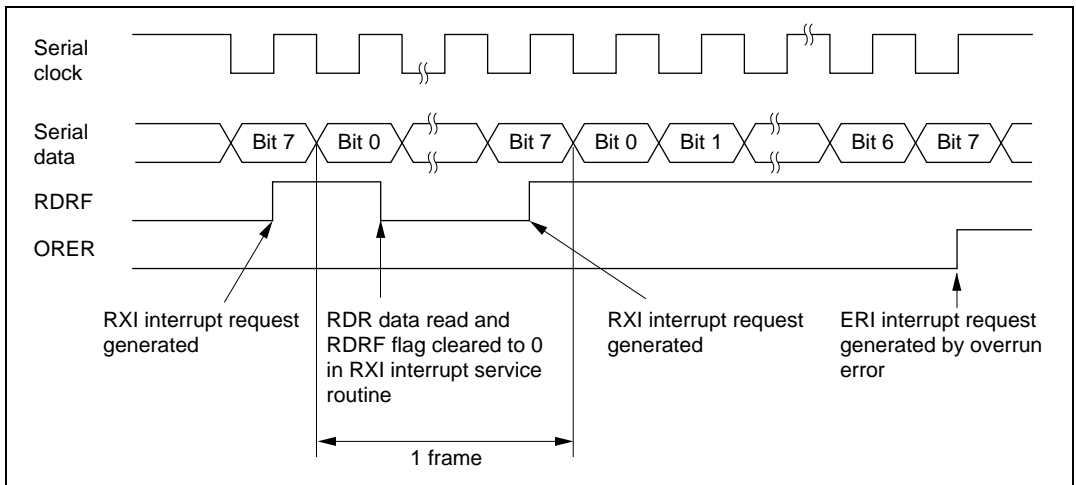 Serial
clock
Serial
data
Bit 7
Bit 0
Bit 7
Bit 0
Bit 1
Bit 6
Bit 7
RDRF
ORER
RXI interrupt request
generated
RDR data read and
RDRF flag cleared to 0
in RXI interrupt service
routine
RXI interrupt request
generated
ERI interrupt request
generated by overrun
error
1 frame